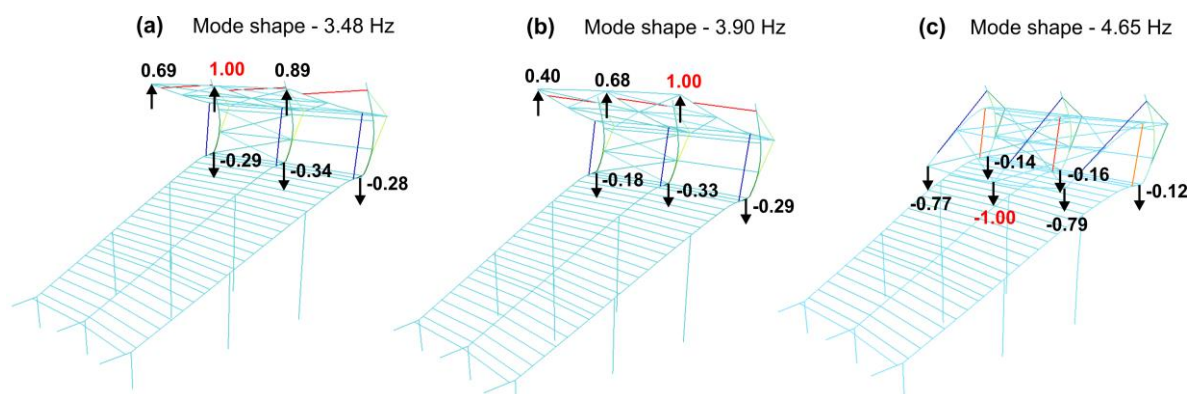 (a) Mode shape - 3.48 Hz
0.69 1.00 0.89
-0.29
-0.34
-0.28
(b) Mode shape - 3.90 Hz
0.40 0.68 1.00
-0.18
-0.33
-0.29
(c) Mode shape - 4.65 Hz
-0.14
-0.16
-0.12
-0.77
-1.00
-0.79